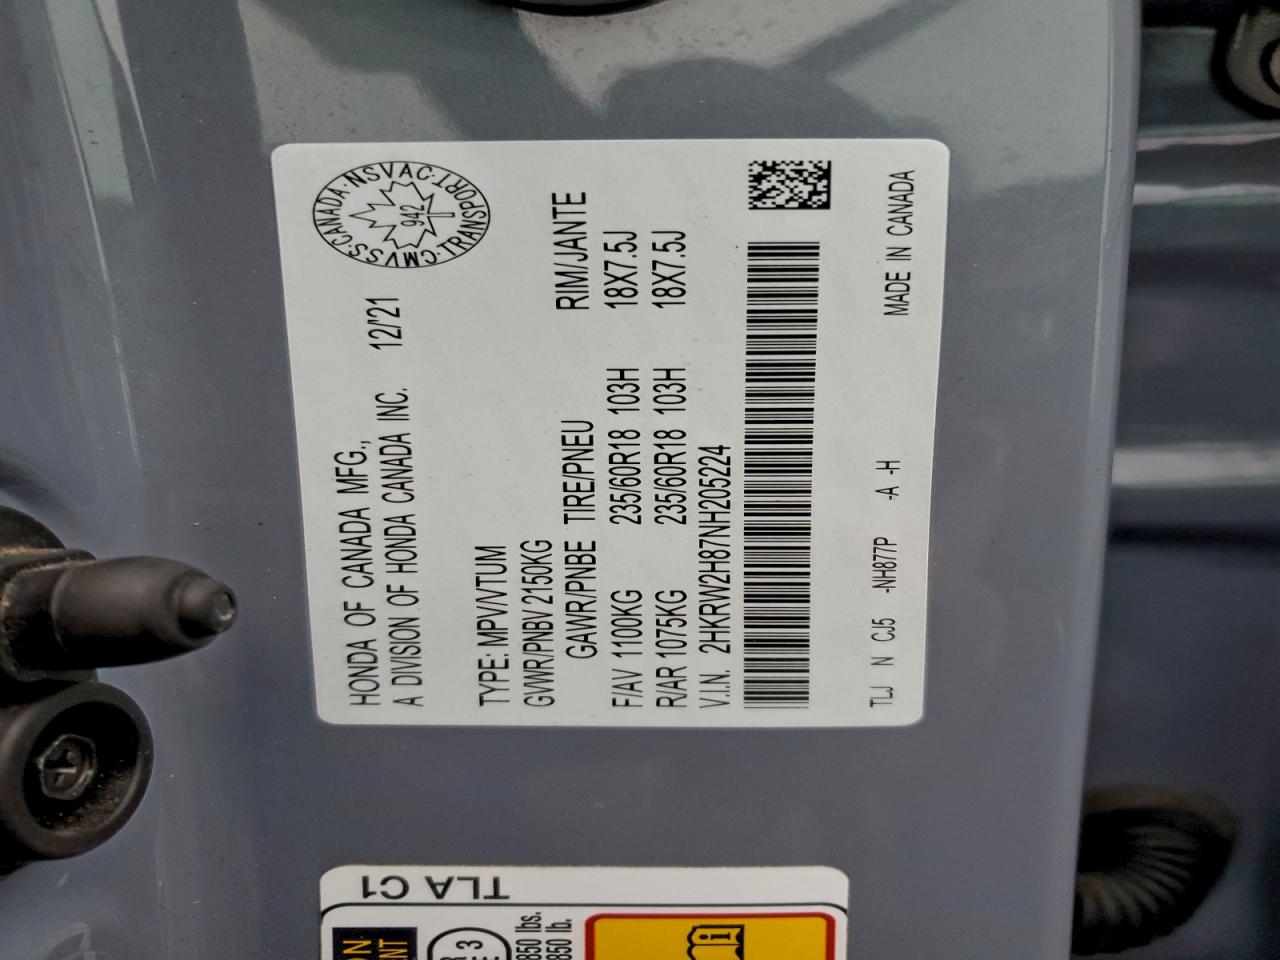 HONDA OF CANADA MFG.,
A DIVISION OF HONDA CANADA INC. 12/'21
CANADA · NSVAC · TRANSPORT · CMVSS ·
942
TYPE: MPV/VTUM
GVWR/PNBV 2150KG
GAWR/PNBE TIRE/PNEU RIM/JANTE
F/AV 1100KG 235/60R18 103H 18X7.5J
R/AR 1075KG 235/60R18 103H 18X7.5J
V.I.N. 2HKRW2H87NH205224
TLJ N CJ5 -NH877P -A -H MADE IN CANADA
TLA C1
3
850 lbs.
850 lb.
i